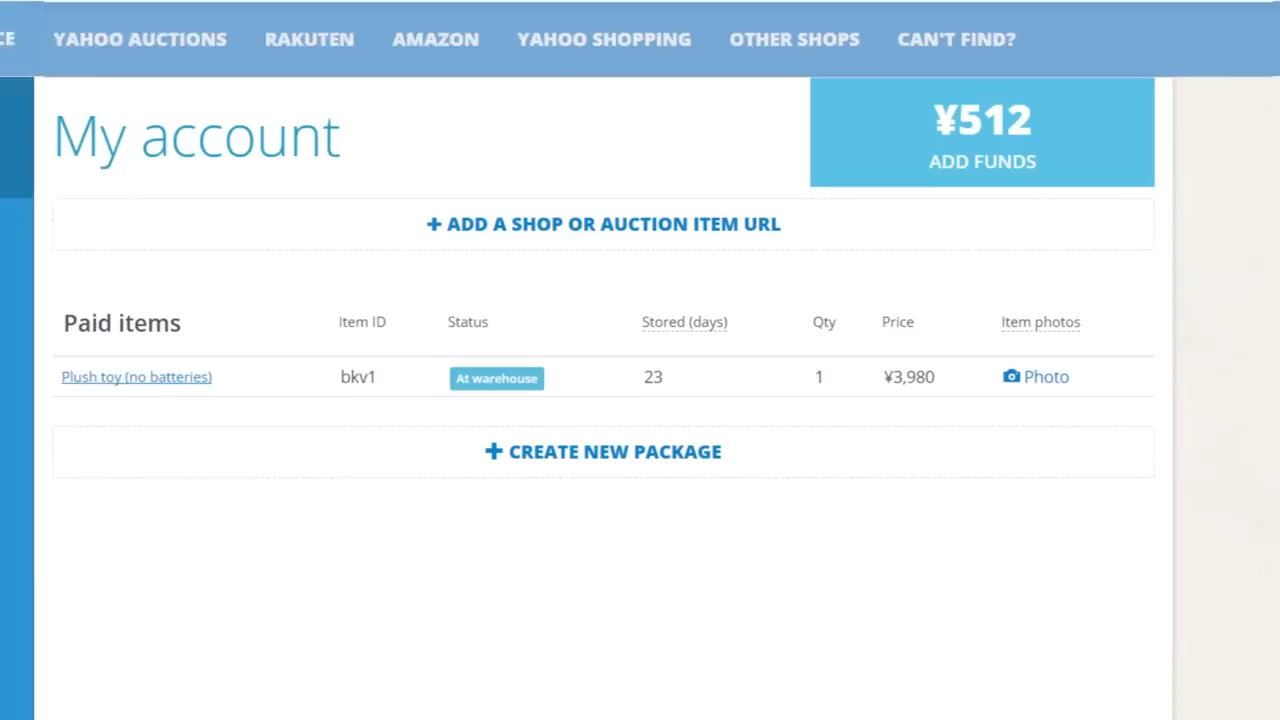 CE YAHOO AUCTIONS RAKUTEN AMAZON YAHOO SHOPPING OTHER SHOPS CAN'T FIND?
My account
¥512
ADD FUNDS
+ ADD A SHOP OR AUCTION ITEM URL
Paid items Item ID Status Stored (days) Qty Price Item photos
Plush toy (no batteries) bkv1 At warehouse 23 1 ¥3,980 Photo
+ CREATE NEW PACKAGE